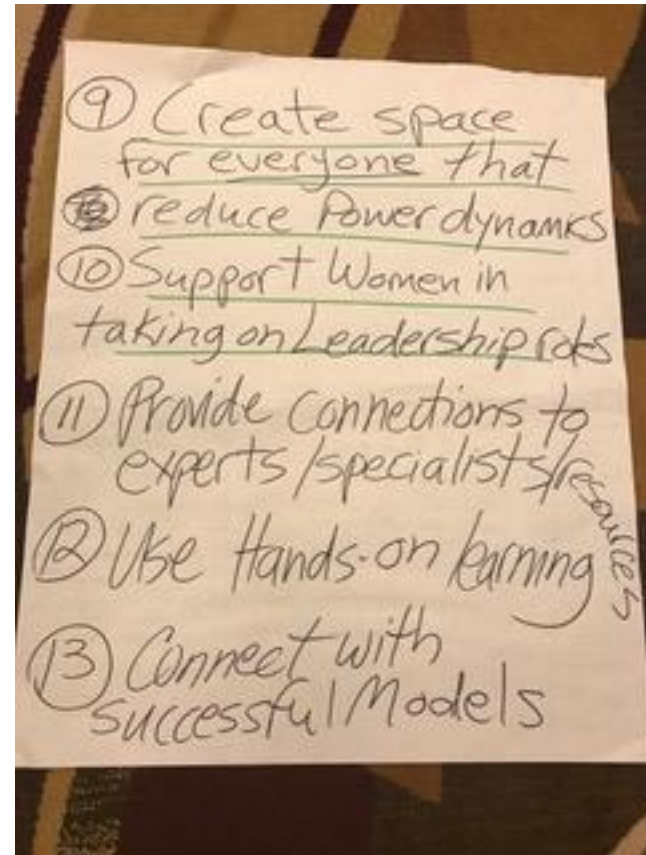 9 Create space
for everyone that
reduce Power dynamics
10 Support Women in
taking on Leadership roles
11 Provide connections to
experts/specialists/resources
12 Use Hands-on learning
13 Connect with
successful Models